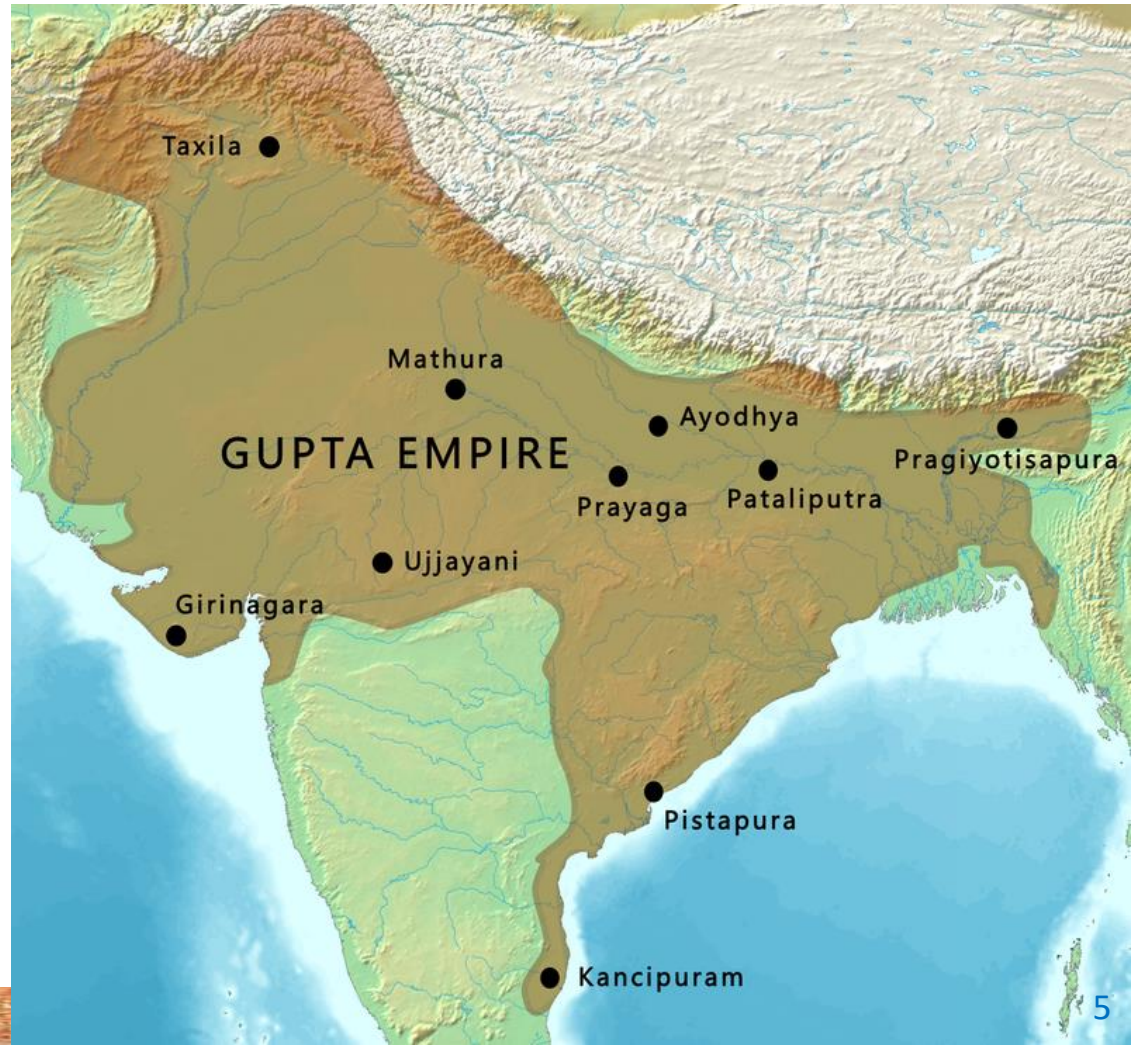 Taxila
Mathura
Ayodhya
GUPTA EMPIRE
Pragiyotisapura
Prayaga
Pataliputra
Ujjayani
Girinagara
Pistapura
Kancipuram
5